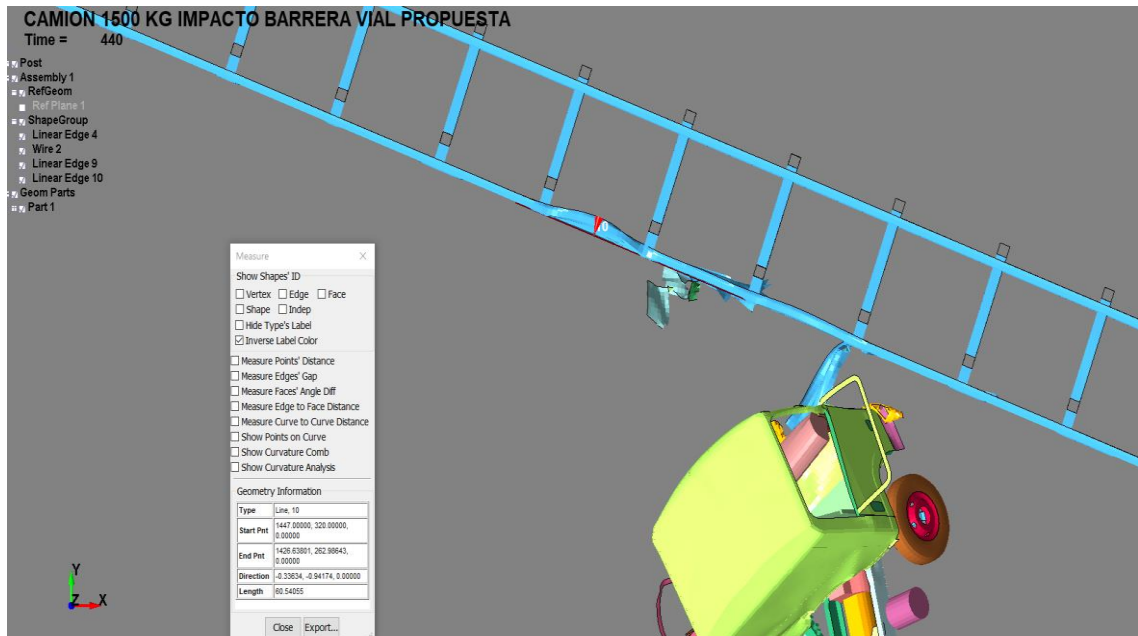 CAMION 1500 KG IMPACTO BARRERA VIAL PROPUESTA
Time = 440
Post
Assembly 1
RefGeom
Ref Plane 1
ShapeGroup
Linear Edge 4
Wire 2
Linear Edge 9
Linear Edge 10
Geom Parts
Part 1
Measure X
Show Shapes' ID
Vertex Edge Face
Shape Indep
Hide Type's Label
Inverse Label Color
Measure Points' Distance
Measure Edges' Gap
Measure Faces' Angle Diff
Measure Edge to Face Distance
Measure Curve to Curve Distance
Show Points on Curve
Show Curvature Comb
Show Curvature Analysis
Geometry Information
Type Line, 10
Start Pnt 1447.00000, 320.00000,
0.00000
End Pnt 1426.63801, 262.98643,
0.00000
Direction -0.33634, -0.94174, 0.00000
Length 60.54055
Close Export...
Y
Z X